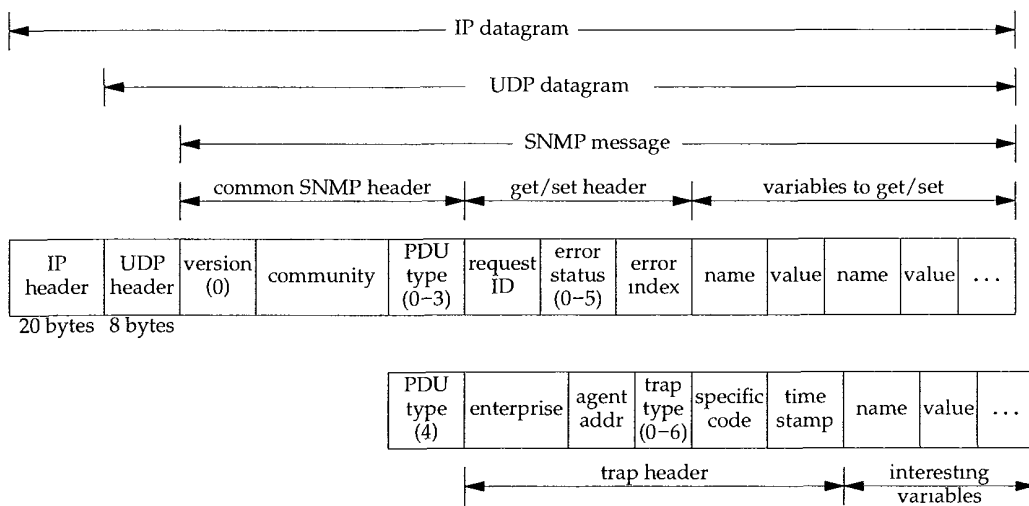 IP datagram
UDP datagram
SNMP message
common SNMP header
get/set header
variables to get/set
IP
header
UDP
header
version
(0)
community
PDU
type
(0–3)
request
ID
error
status
(0–5)
error
index
name
value
name
value
...
20 bytes
8 bytes
PDU
type
(4)
enterprise
agent
addr
trap
type
(0–6)
specific
code
time
stamp
name
value
...
trap header
interesting
variables